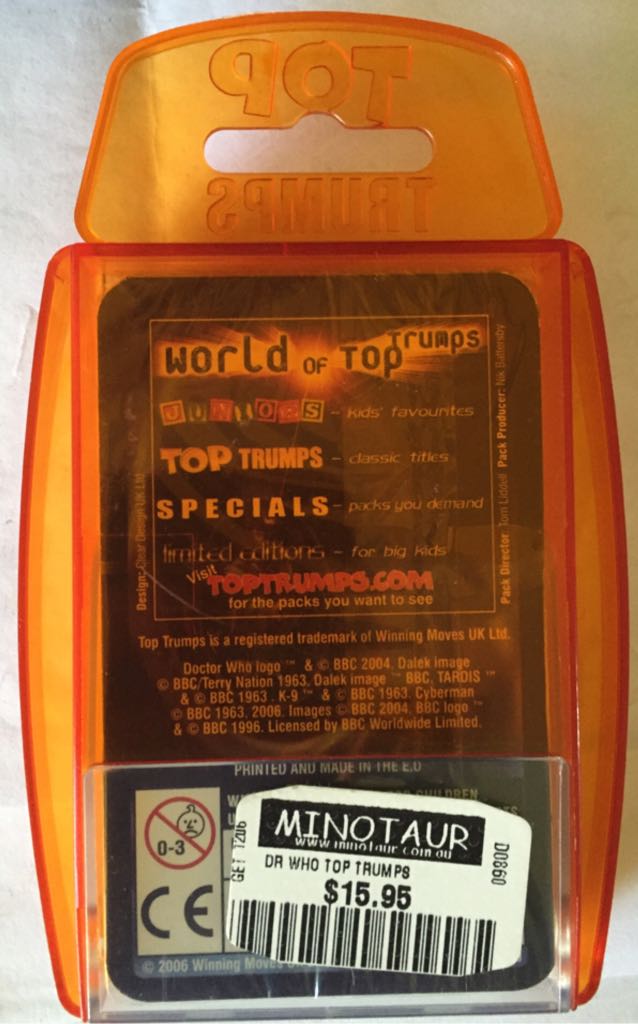 TOP
TRUMPS
World of Top Trumps
JUNIORS - kids' favourites
TOP TRUMPS - classic titles
SPECIALS - packs you demand
limited editions - for big kids
Visit TOPTRUMPS.COM
for the packs you want to see
Design: Clear Design UK Ltd
Pack Director: Tom Liddell Pack Producer: Nik Battersby
Top Trumps is a registered trademark of Winning Moves UK Ltd.
Doctor Who logo ™ & © BBC 2004. Dalek image
© BBC/Terry Nation 1963. Dalek image ™ BBC. TARDIS ™
& © BBC 1963. K-9 ™ & © BBC 1963. Cyberman
© BBC 1963, 2006. Images © BBC 2004. BBC logo ™
& © BBC 1996. Licensed by BBC Worldwide Limited.
PRINTED AND MADE IN THE E.U
CHILDREN
0-3
CE
MINOTAUR
www.minotaur.com.au
GET 1206
D0860
DR WHO TOP TRUMPS
$15.95
© 2006 Winning Moves